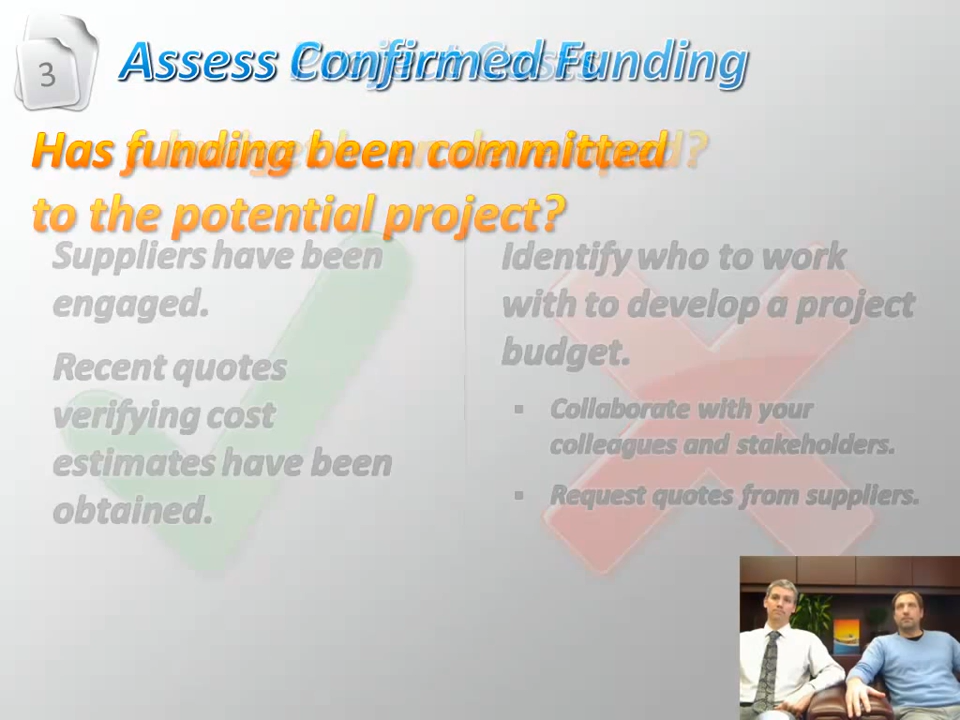 3
Assess Confirmed Funding
Has funding been committed
to the potential project?
Suppliers have been
engaged.
Recent quotes
verifying cost
estimates have been
obtained.
Identify who to work
with to develop a project
budget.
▪ Collaborate with your
colleagues and stakeholders.
▪ Request quotes from suppliers.